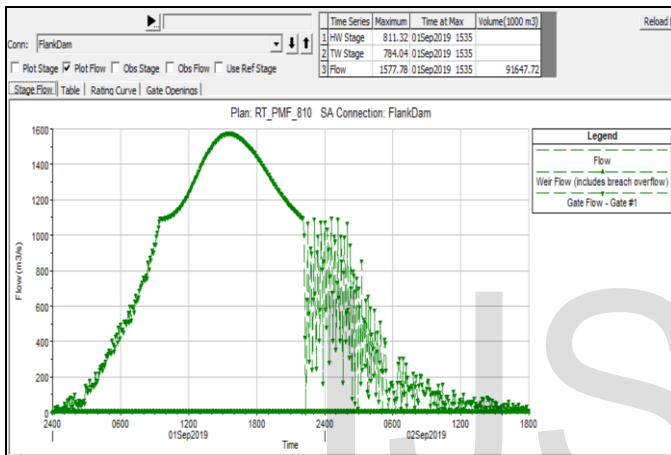 Time Series Maximum Time at Max Volume(1000 m3)
1 HW Stage 811.32 01Sep2019 1535
2 TW Stage 784.04 01Sep2019 1535
3 Flow 1577.78 01Sep2019 1535 91647.72
Reload
Conn: FlankDam
Plot Stage Plot Flow Obs Stage Obs Flow Use Ref Stage
Stage Flow Table Rating Curve Gate Openings
Plan: RT_PMF_810 SA Connection: FlankDam
1600
1400
1200
1000
800
600
400
200
0
Flow (m3/s)
2400 0600 1200 1800 2400 0600 1200 1800
01Sep2019 02Sep2019
Time
Legend
Flow
Weir Flow (includes breach overflow)
Gate Flow - Gate #1
IJS